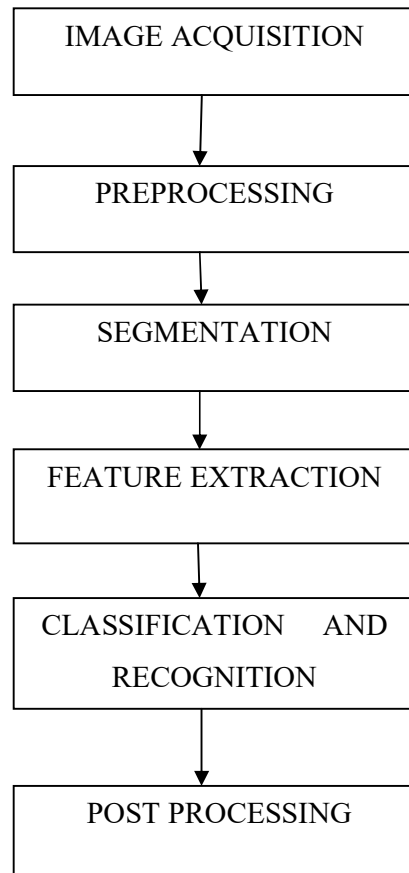 IMAGE ACQUISITION
PREPROCESSING
SEGMENTATION
FEATURE EXTRACTION
CLASSIFICATION AND
RECOGNITION
POST PROCESSING